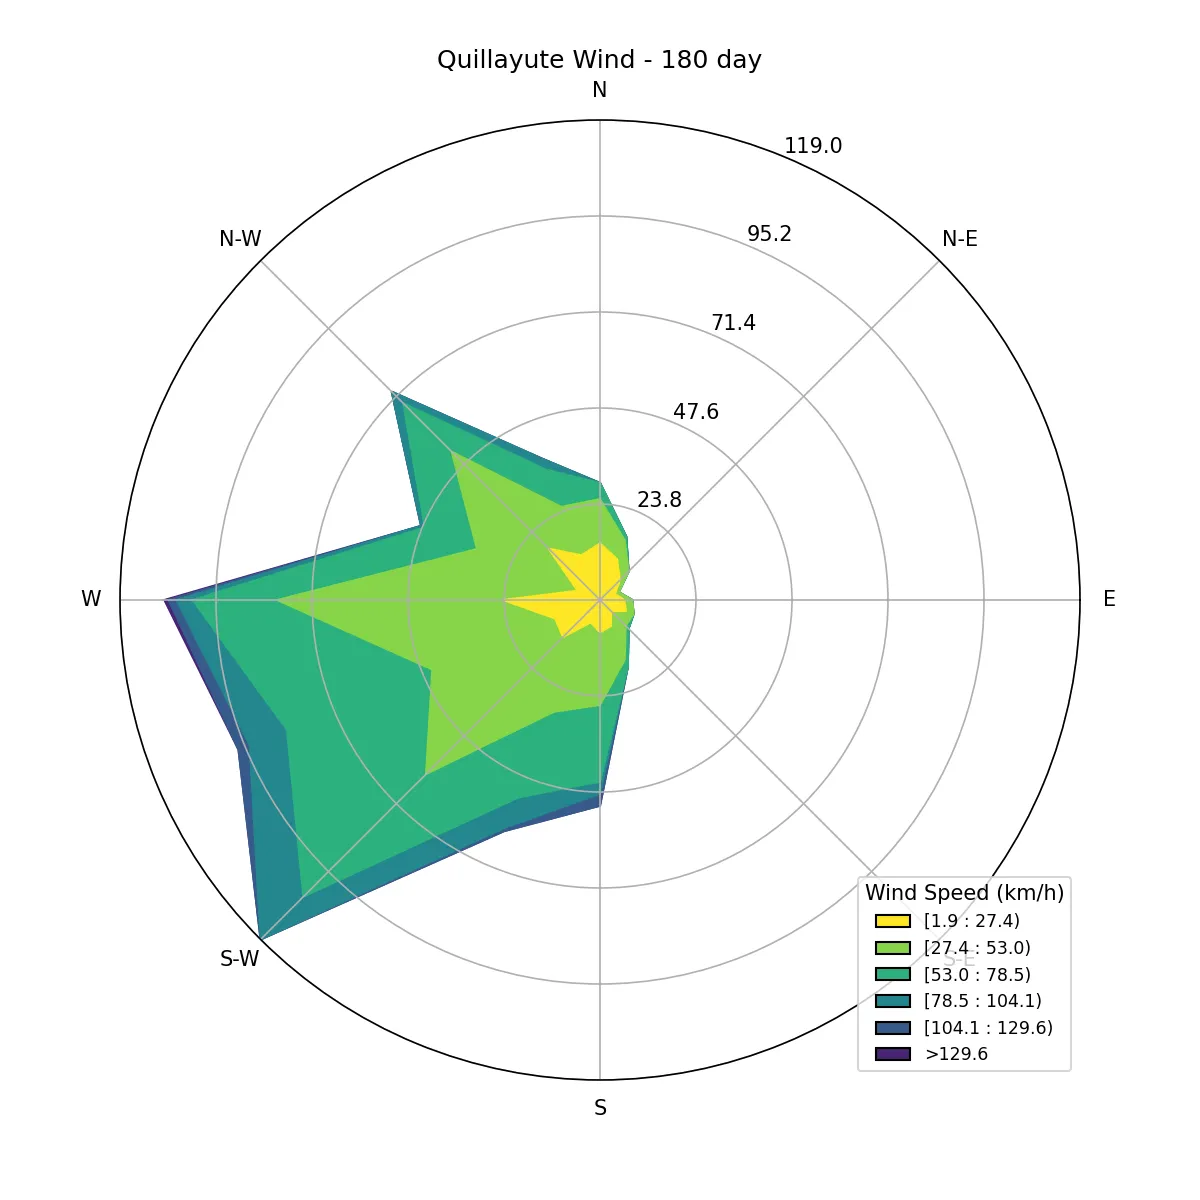 Quillayute Wind - 180 day
N
119.0
95.2
N-W
N-E
71.4
47.6
23.8
W
E
Wind Speed (km/h)
[1.9 : 27.4)
[27.4 : 53.0)
S-W
S-E
[53.0 : 78.5)
[78.5 : 104.1)
[104.1 : 129.6)
>129.6
S